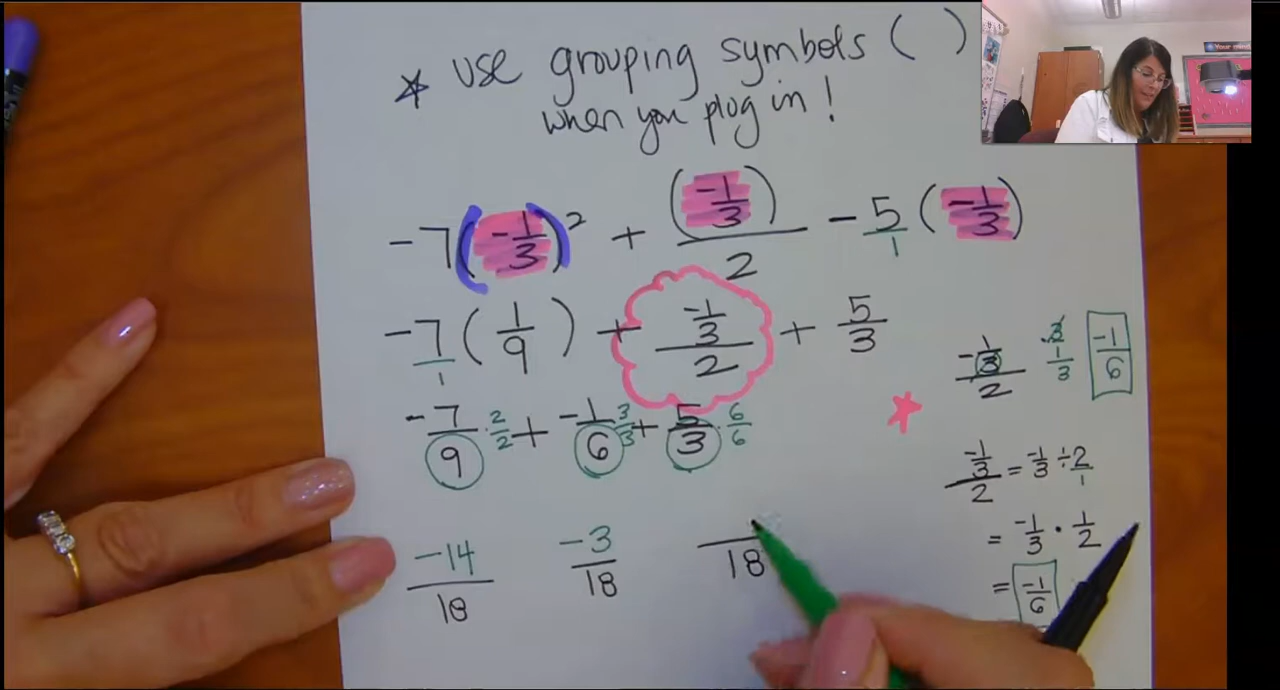 * use grouping symbols ( )
when you plug in!
Your mind
-7(-1/3)² + (-1/3)/2 - 5/1(-1/3)
-7/1(1/9) + (-1/3)/2 + 5/3
(-1/3)/2 2/1/3 -1/6
-7/9 · 2/2 + -1/6 · 3/3 + 5/3 · 6/6
(-1/3)/2 = -1/3 ÷ 2/1
= -1/3 · 1/2
= -1/6
-14/18 -3/18 /18